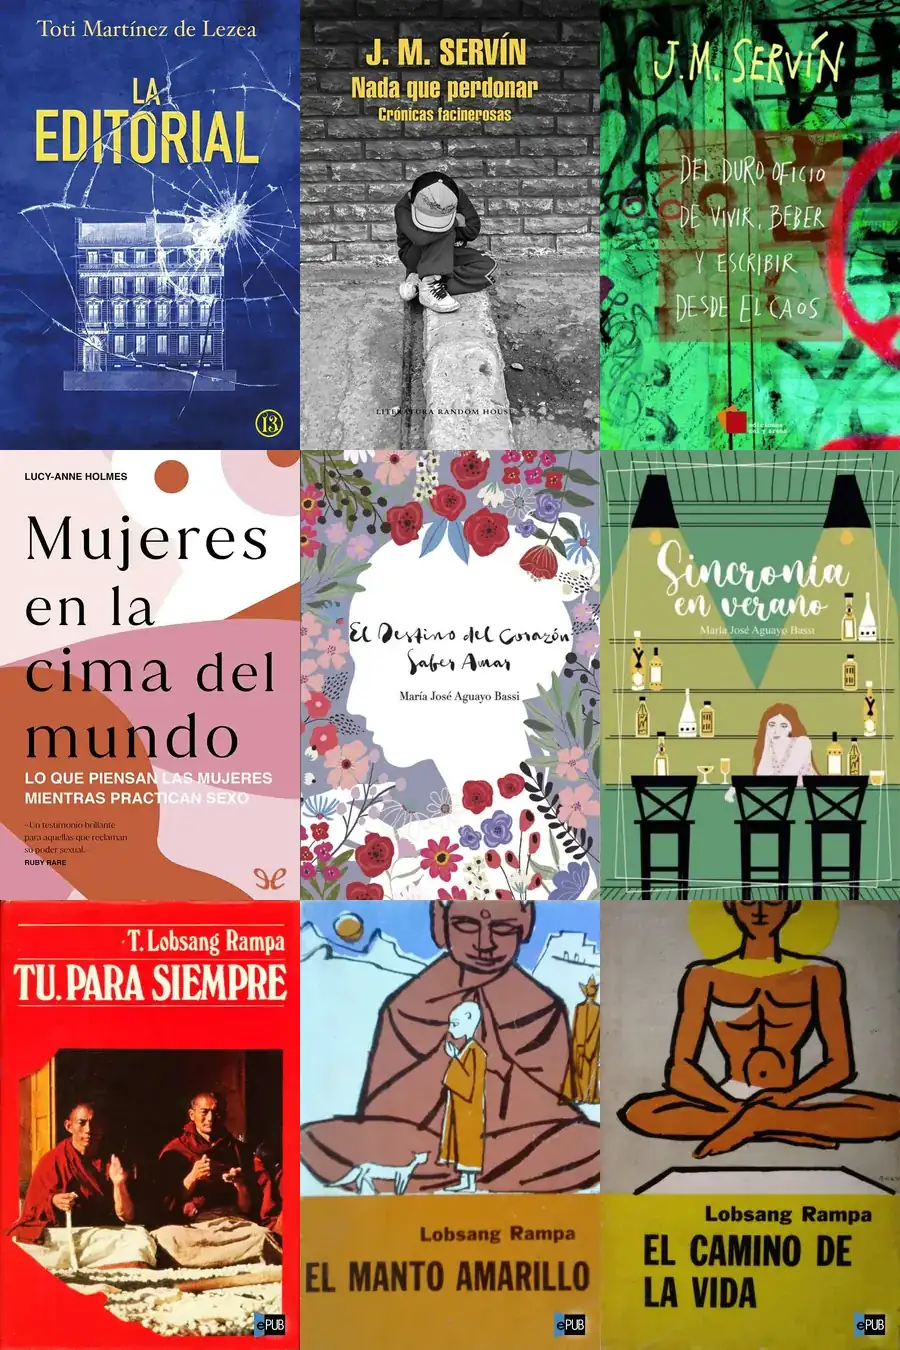 Toti Martínez de Lezea
LA
EDITORIAL
13
J. M. SERVÍN
Nada que perdonar
Crónicas facinerosas
LITERATURA RANDOM HOUS
J.M. SERVÍN
DEL DURO OFICIO
DE VIVIR, BEBER
Y ESCRIBIR
DESDE EL CAOS
ediciones
cal y arena
LUCY-ANNE HOLMES
Mujeres
en la
cima del
mundo
LO QUE PIENSAN LAS MUJERES
MIENTRAS PRACTICAN SEXO
«Un testimonio brillante
para aquellas que reclaman
su poder sexual.»
RUBY RARE
El Destino del Corazón
Saber Amar
María José Aguayo Bassi
Sincronía
en verano
María José Aguayo Bassi
T. Lobsang Rampa
TU. PARA SIEMPRE
ePUB
Lobsang Rampa
EL MANTO AMARILLO
ePUB
Lobsang Rampa
EL CAMINO DE
LA VIDA
ePUB